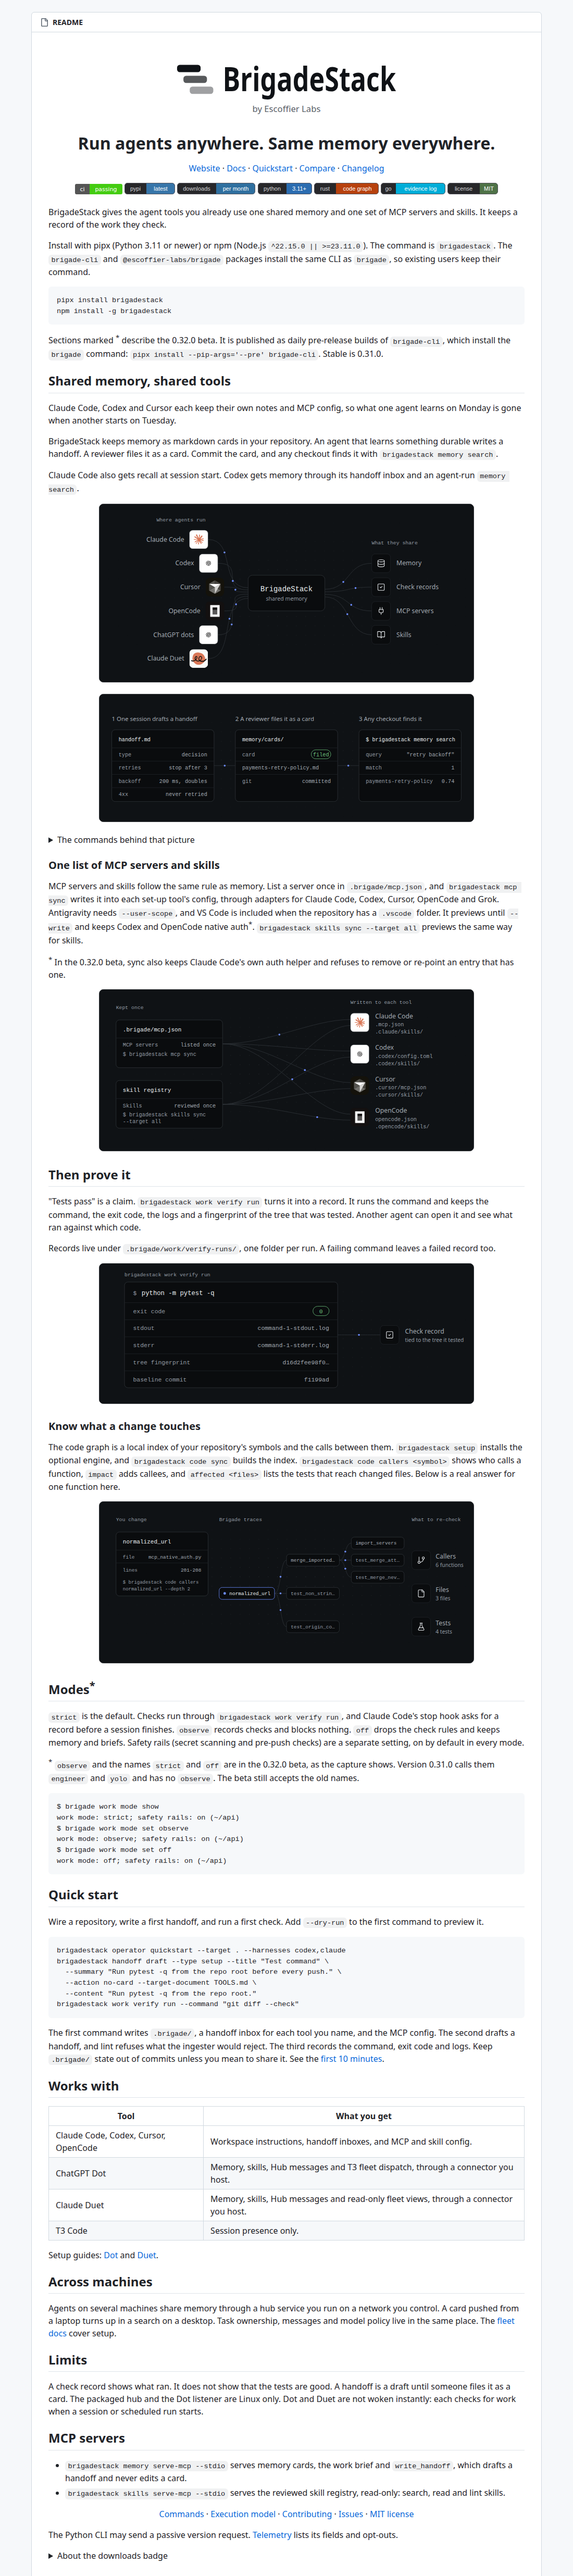 README
BrigadeStack
by Escoffier Labs
Run agents anywhere. Same memory everywhere.
Website · Docs · Quickstart · Compare · Changelog
ci passing pypi latest downloads per month python 3.11+ rust code graph go evidence log license MIT
BrigadeStack gives the agent tools you already use one shared memory and one set of MCP servers and skills. It keeps a
record of the work they check.
Install with pipx (Python 3.11 or newer) or npm (Node.js ^22.15.0 || >=23.11.0 ). The command is brigadestack . The
brigade-cli and @escoffier-labs/brigade packages install the same CLI as brigade , so existing users keep their
command.
pipx install brigadestack
npm install -g brigadestack
Sections marked * describe the 0.32.0 beta. It is published as daily pre-release builds of brigade-cli , which install the
brigade command: pipx install --pip-args='--pre' brigade-cli . Stable is 0.31.0.
Shared memory, shared tools
Claude Code, Codex and Cursor each keep their own notes and MCP config, so what one agent learns on Monday is gone
when another starts on Tuesday.
BrigadeStack keeps memory as markdown cards in your repository. An agent that learns something durable writes a
handoff. A reviewer files it as a card. Commit the card, and any checkout finds it with brigadestack memory search .
Claude Code also gets recall at session start. Codex gets memory through its handoff inbox and an agent-run memory
search .
Where agents run
Claude Code
Codex
Cursor
OpenCode
ChatGPT dots
Claude Duet
BrigadeStack
shared memory
What they share
Memory
Check records
MCP servers
Skills
1 One session drafts a handoff
handoff.md
type decision
retries stop after 3
backoff 200 ms, doubles
4xx never retried
2 A reviewer files it as a card
memory/cards/
card filed
payments-retry-policy.md
git committed
3 Any checkout finds it
$ brigadestack memory search
query "retry backoff"
match 1
payments-retry-policy 0.74
▶ The commands behind that picture
One list of MCP servers and skills
MCP servers and skills follow the same rule as memory. List a server once in .brigade/mcp.json , and brigadestack mcp
sync writes it into each set-up tool's config, through adapters for Claude Code, Codex, Cursor, OpenCode and Grok.
Antigravity needs --user-scope , and VS Code is included when the repository has a .vscode folder. It previews until --
write and keeps Codex and OpenCode native auth*. brigadestack skills sync --target all previews the same way
for skills.
* In the 0.32.0 beta, sync also keeps Claude Code's own auth helper and refuses to remove or re-point an entry that has
one.
Kept once
.brigade/mcp.json
MCP servers listed once
$ brigadestack mcp sync
skill registry
Skills reviewed once
$ brigadestack skills sync
--target all
Written to each tool
Claude Code
.mcp.json
.claude/skills/
Codex
.codex/config.toml
.codex/skills/
Cursor
.cursor/mcp.json
.cursor/skills/
OpenCode
opencode.json
.opencode/skills/
Then prove it
"Tests pass" is a claim. brigadestack work verify run turns it into a record. It runs the command and keeps the
command, the exit code, the logs and a fingerprint of the tree that was tested. Another agent can open it and see what
ran against which code.
Records live under .brigade/work/verify-runs/ , one folder per run. A failing command leaves a failed record too.
brigadestack work verify run
$ python -m pytest -q
exit code 0
stdout command-1-stdout.log
stderr command-1-stderr.log
tree fingerprint d16d2fee96f0…
baseline commit f1199ad
Check record
tied to the tree it tested
Know what a change touches
The code graph is a local index of your repository's symbols and the calls between them. brigadestack setup installs the
optional engine, and brigadestack code sync builds the index. brigadestack code callers <symbol> shows who calls a
function, impact adds callees, and affected <files> lists the tests that reach changed files. Below is a real answer for
one function here.
You change
normalized_url
file mcp_native_auth.py
lines 201-209
$ brigadestack code callers
normalized_url --depth 2
Brigade traces
normalized_url
merge_imported…
test_non_strin…
test_origin_co…
import_servers
test_merge_att…
test_merge_nev…
What to re-check
Callers
6 functions
Files
3 files
Tests
4 tests
Modes*
strict is the default. Checks run through brigadestack work verify run , and Claude Code's stop hook asks for a
record before a session finishes. observe records checks and blocks nothing. off drops the check rules and keeps
memory and briefs. Safety rails (secret scanning and pre-push checks) are a separate setting, on by default in every mode.
* observe and the names strict and off are in the 0.32.0 beta, as the capture shows. Version 0.31.0 calls them
engineer and yolo and has no observe . The beta still accepts the old names.
$ brigade work mode show
work mode: strict; safety rails: on (~/api)
$ brigade work mode set observe
work mode: observe; safety rails: on (~/api)
$ brigade work mode set off
work mode: off; safety rails: on (~/api)
Quick start
Wire a repository, write a first handoff, and run a first check. Add --dry-run to the first command to preview it.
brigadestack operator quickstart --target . --harnesses codex,claude
brigadestack handoff draft --type setup --title "Test command" \
--summary "Run pytest -q from the repo root before every push." \
--action no-card --target-document TOOLS.md \
--content "Run pytest -q from the repo root."
brigadestack work verify run --command "git diff --check"
The first command writes .brigade/ , a handoff inbox for each tool you name, and the MCP config. The second drafts a
handoff, and lint refuses what the ingester would reject. The third records the command, exit code and logs. Keep
.brigade/ state out of commits unless you mean to share it. See the first 10 minutes.
Works with
Tool What you get
Claude Code, Codex, Cursor,
OpenCode
Workspace instructions, handoff inboxes, and MCP and skill config.
ChatGPT Dot
Memory, skills, Hub messages and T3 fleet dispatch, through a connector you
host.
Claude Duet
Memory, skills, Hub messages and read-only fleet views, through a connector
you host.
T3 Code Session presence only.
Setup guides: Dot and Duet.
Across machines
Agents on several machines share memory through a hub service you run on a network you control. A card pushed from
a laptop turns up in a search on a desktop. Task ownership, messages and model policy live in the same place. The fleet
docs cover setup.
Limits
A check record shows what ran. It does not show that the tests are good. A handoff is a draft until someone files it as a
card. The packaged hub and the Dot listener are Linux only. Dot and Duet are not woken instantly: each checks for work
when a session or scheduled run starts.
MCP servers
• brigadestack memory serve-mcp --stdio serves memory cards, the work brief and write_handoff , which drafts a
handoff and never edits a card.
• brigadestack skills serve-mcp --stdio serves the reviewed skill registry, read-only: search, read and lint skills.
Commands · Execution model · Contributing · Issues · MIT license
The Python CLI may send a passive version request. Telemetry lists its fields and opt-outs.
▶ About the downloads badge